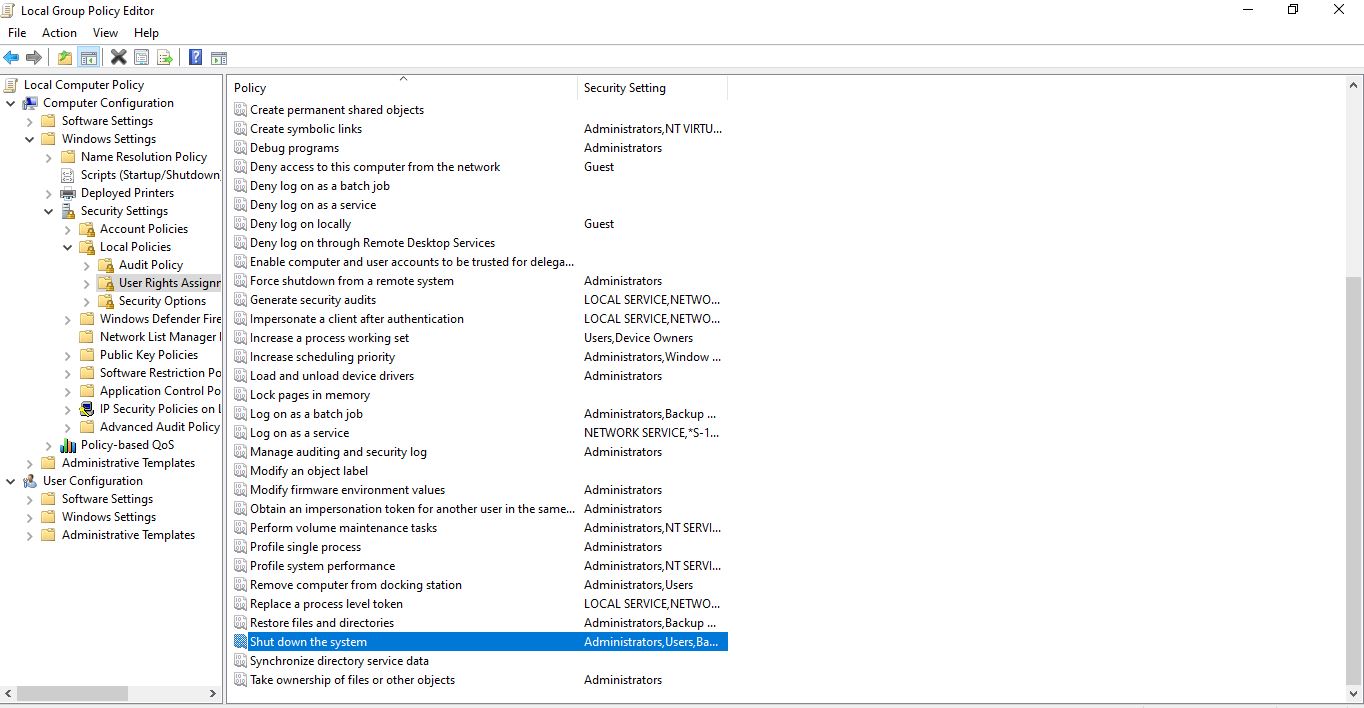 Local Group Policy Editor
File Action View Help
Local Computer Policy
Computer Configuration
Software Settings
Windows Settings
Name Resolution Policy
Scripts (Startup/Shutdown
Deployed Printers
Security Settings
Account Policies
Local Policies
Audit Policy
User Rights Assignr
Security Options
Windows Defender Fire
Network List Manager
Public Key Policies
Software Restriction Po
Application Control Po
IP Security Policies on L
Advanced Audit Policy
Policy-based QoS
Administrative Templates
User Configuration
Software Settings
Windows Settings
Administrative Templates
Policy Security Setting
Create permanent shared objects
Create symbolic links Administrators,NT VIRTU...
Debug programs Administrators
Deny access to this computer from the network Guest
Deny log on as a batch job
Deny log on as a service
Deny log on locally Guest
Deny log on through Remote Desktop Services
Enable computer and user accounts to be trusted for delega...
Force shutdown from a remote system Administrators
Generate security audits LOCAL SERVICE,NETWO...
Impersonate a client after authentication LOCAL SERVICE,NETWO...
Increase a process working set Users,Device Owners
Increase scheduling priority Administrators,Window ...
Load and unload device drivers Administrators
Lock pages in memory
Log on as a batch job Administrators,Backup ...
Log on as a service NETWORK SERVICE,*S-1...
Manage auditing and security log Administrators
Modify an object label
Modify firmware environment values Administrators
Obtain an impersonation token for another user in the same... Administrators
Perform volume maintenance tasks Administrators,NT SERVI...
Profile single process Administrators
Profile system performance Administrators,NT SERVI...
Remove computer from docking station Administrators,Users
Replace a process level token LOCAL SERVICE,NETWO...
Restore files and directories Administrators,Backup ...
Shut down the system Administrators,Users,Ba...
Synchronize directory service data
Take ownership of files or other objects Administrators